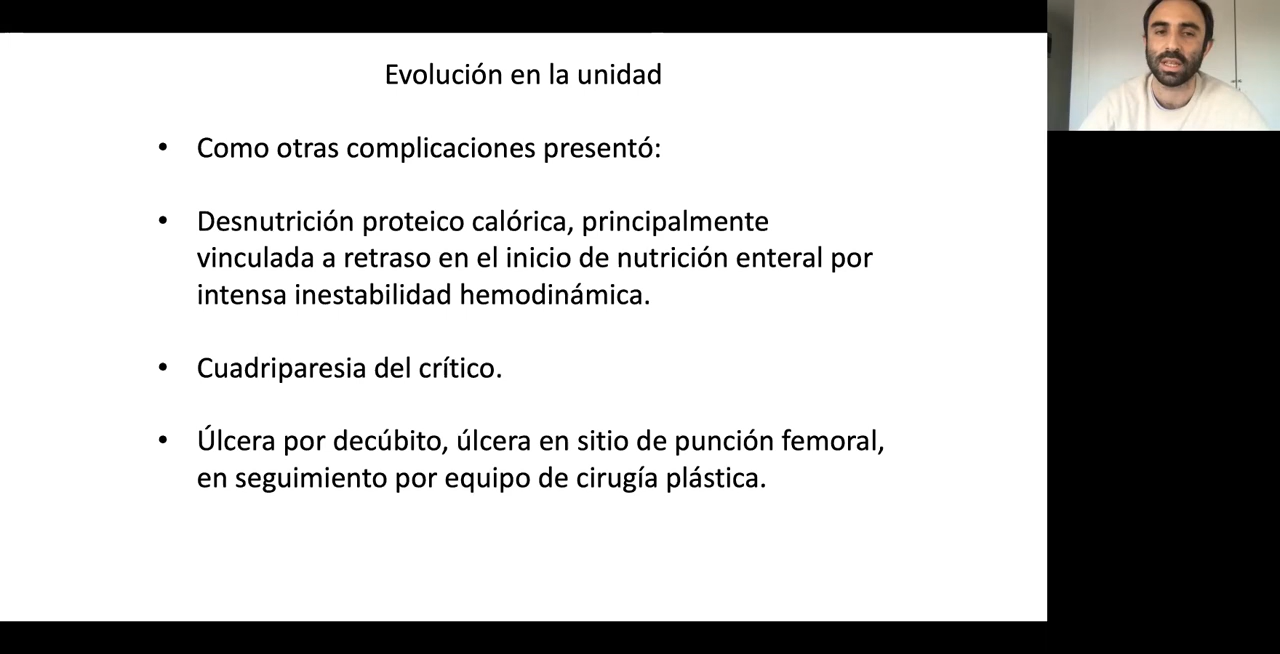 Evolución en la unidad
• Como otras complicaciones presentó:
• Desnutrición proteico calórica, principalmente
vinculada a retraso en el inicio de nutrición enteral por
intensa inestabilidad hemodinámica.
• Cuadriparesia del crítico.
• Úlcera por decúbito, úlcera en sitio de punción femoral,
en seguimiento por equipo de cirugía plástica.